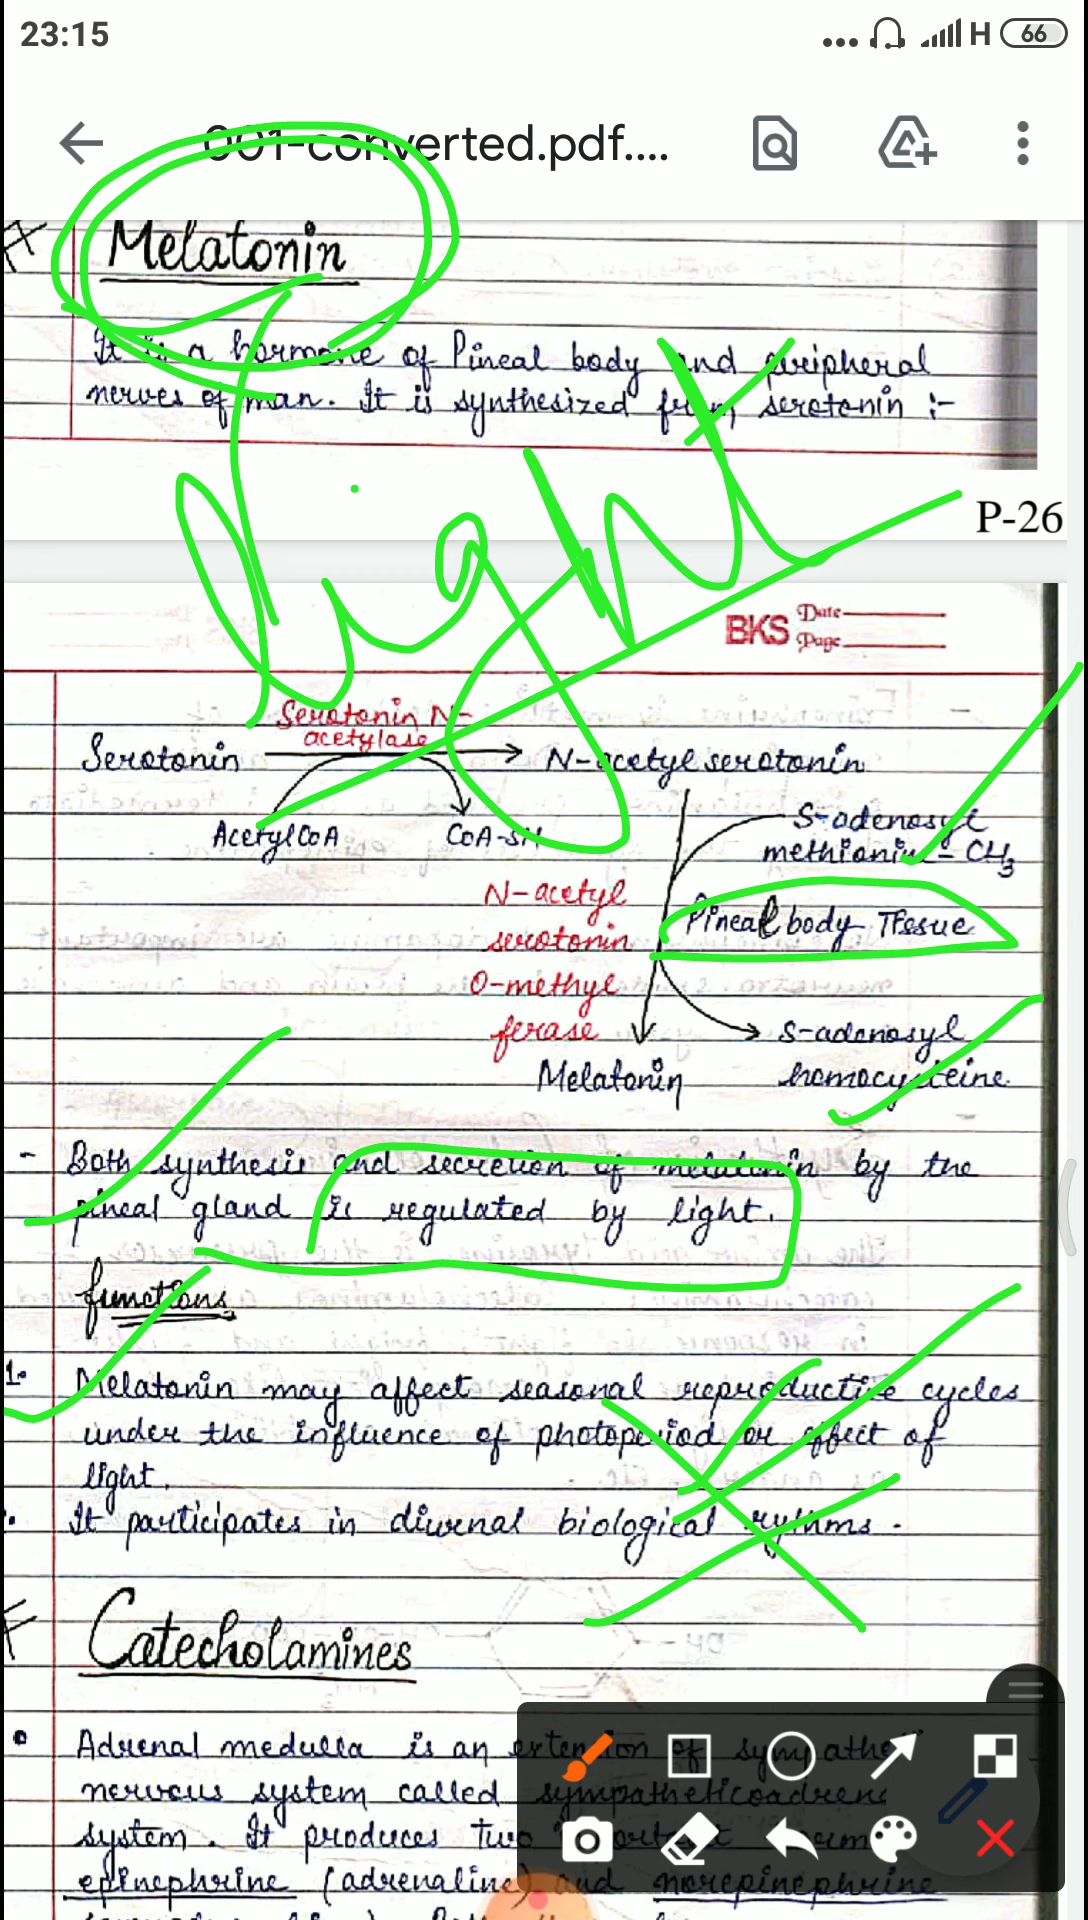 23:15
H 66
001-converted.pdf....
Melatonin
It is a hormone of Pineal body and peripheral
nerves of man. It is synthesized from serotonin :-
light
P-26
BKS Date
Page
Serotonin N-
acetylase
Serotonin N-acetyl serotonin
AcetylCoA CoA-SH
S-adenosyl
methionine - CH3
N-acetyl
serotonin
O-methyl
ferase
Pineal body Tissue
S-adenosyl
homocysteine
Melatonin
- Both synthesis and secretion of melatonin by the
pineal gland is regulated by light.
functions
1. Melatonin may affect seasonal reproductive cycles
under the influence of photoperiod or effect of
light.
It participates in diurnal biological rythms.
Catecholamines
Adrenal medulla is an extension of sympathe
nervous system called sympatheticoadrena
system. It produces two
epinephrine (adrenaline) and norepinephrine